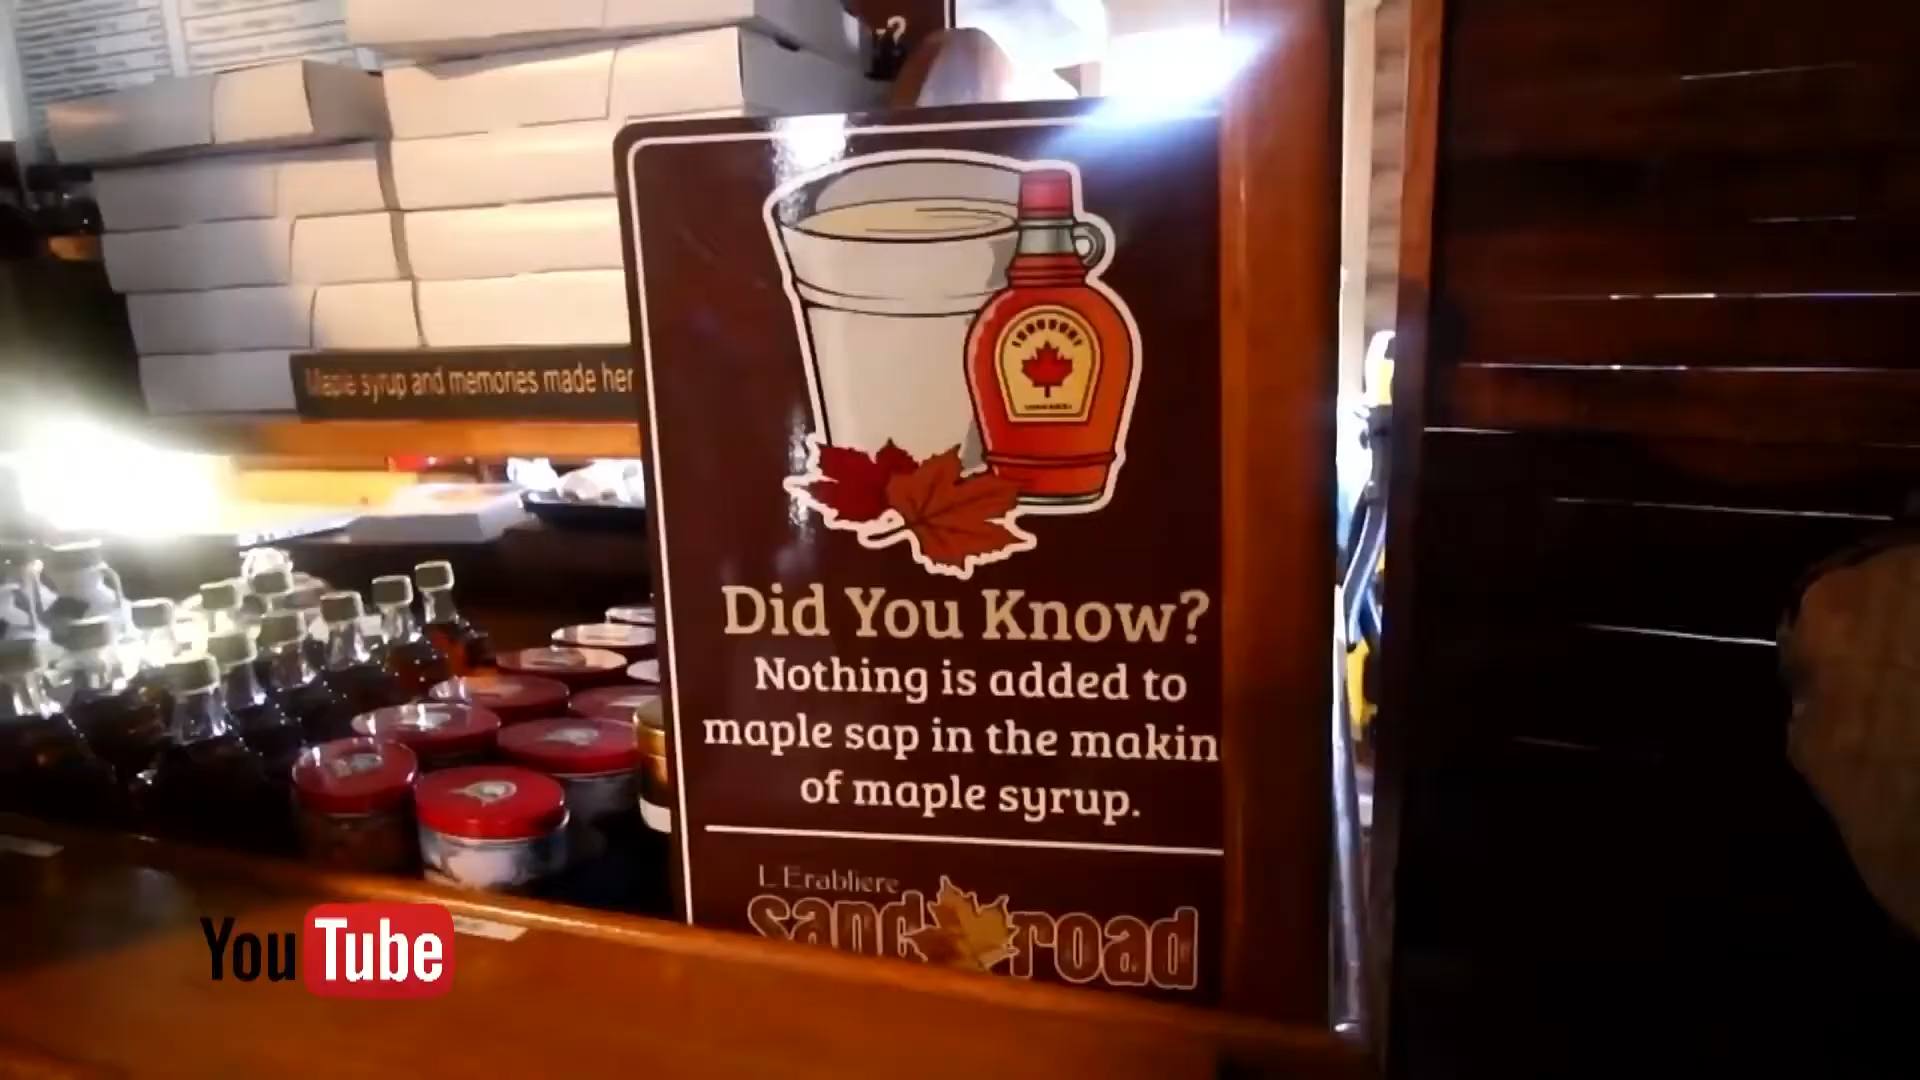 -?
Maple syrup and memories made her
Did You Know?
Nothing is added to
maple sap in the makin
of maple syrup.
L'Erabliere
sand road
YouTube